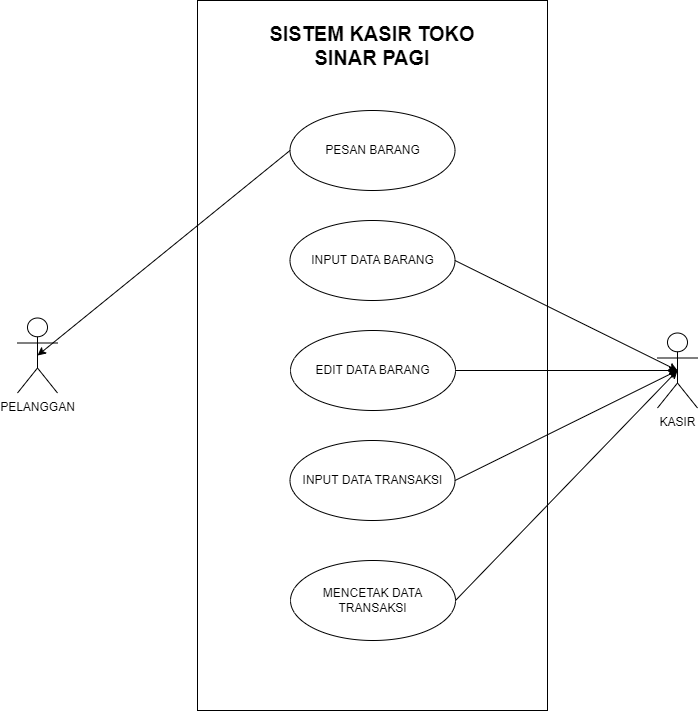 SISTEM KASIR TOKO
SINAR PAGI
PESAN BARANG
INPUT DATA BARANG
EDIT DATA BARANG
PELANGGAN
KASIR
INPUT DATA TRANSAKSI
MENCETAK DATA
TRANSAKSI